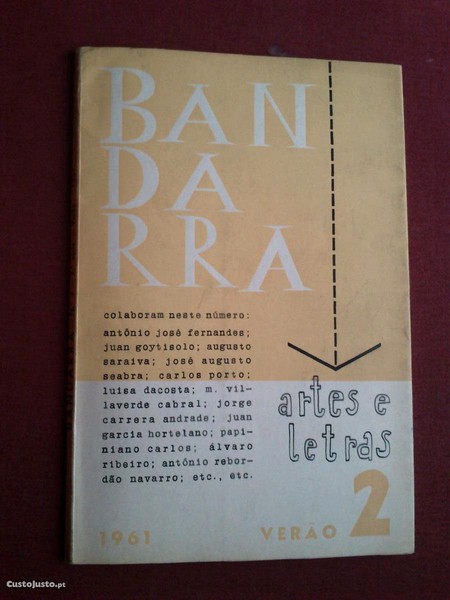 BAN
DA
RRA
colaboram neste número:
antônio josé fernandes;
juan goytisolo; augusto
saraiva; josé augusto
seabra; carlos porto;
luisa dacosta; m. vil-
laverde cabral; jorge
carrera andrade; juan
garcia hortelano; papi-
niano carlos; álvaro
ribeiro; antônio rebor-
dão navarro; etc., etc.
artes e
letras
1961 VERÃO 2
CustoJusto.pt